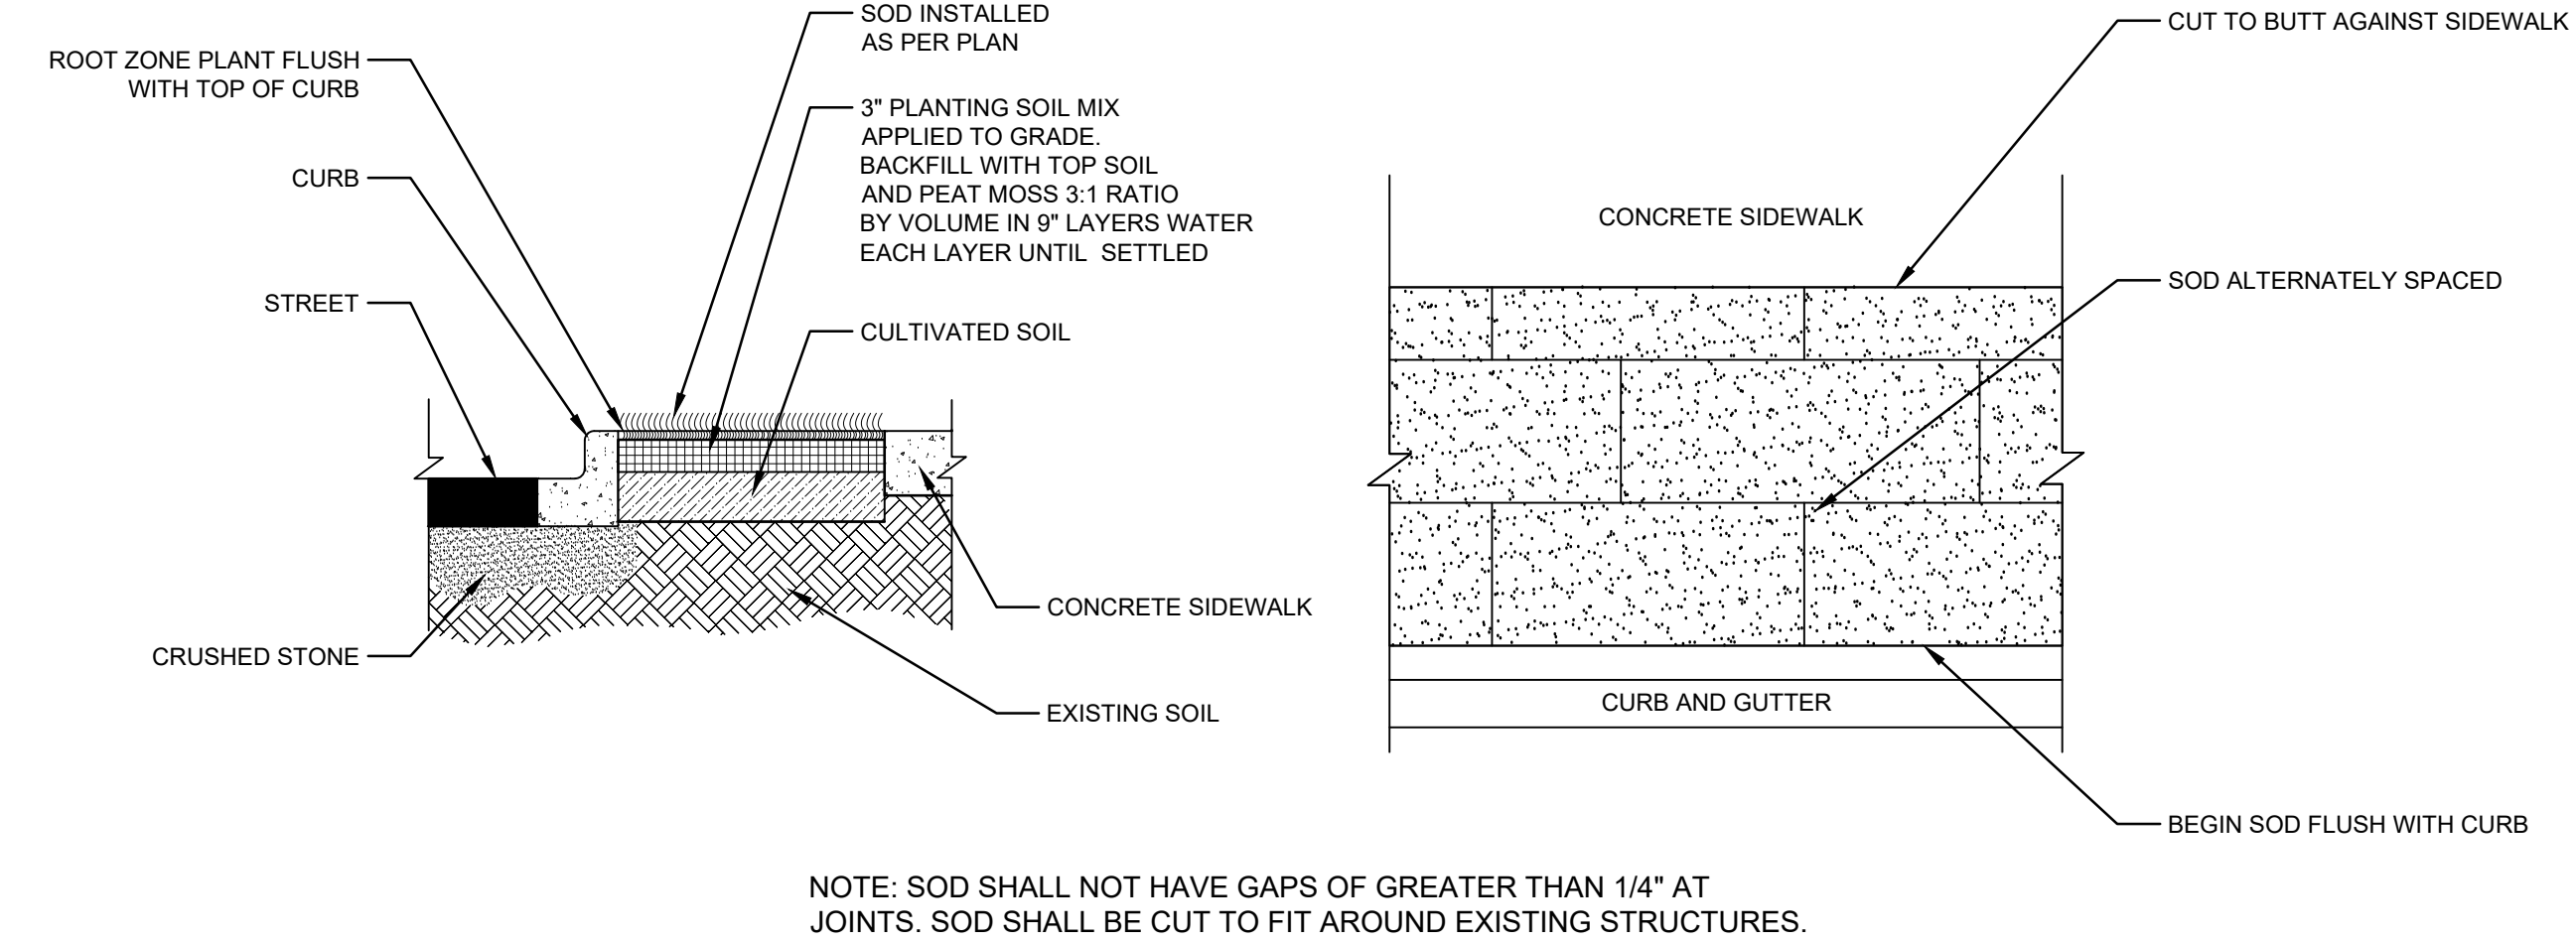 SOD INSTALLED
AS PER PLAN
ROOT ZONE PLANT FLUSH
WITH TOP OF CURB
3" PLANTING SOIL MIX
APPLIED TO GRADE.
BACKFILL WITH TOP SOIL
AND PEAT MOSS 3:1 RATIO
BY VOLUME IN 9" LAYERS WATER
EACH LAYER UNTIL SETTLED
CURB
STREET
CULTIVATED SOIL
CONCRETE SIDEWALK
CRUSHED STONE
EXISTING SOIL
CUT TO BUTT AGAINST SIDEWALK
CONCRETE SIDEWALK
SOD ALTERNATELY SPACED
CURB AND GUTTER
BEGIN SOD FLUSH WITH CURB
NOTE: SOD SHALL NOT HAVE GAPS OF GREATER THAN 1/4" AT
JOINTS. SOD SHALL BE CUT TO FIT AROUND EXISTING STRUCTURES.